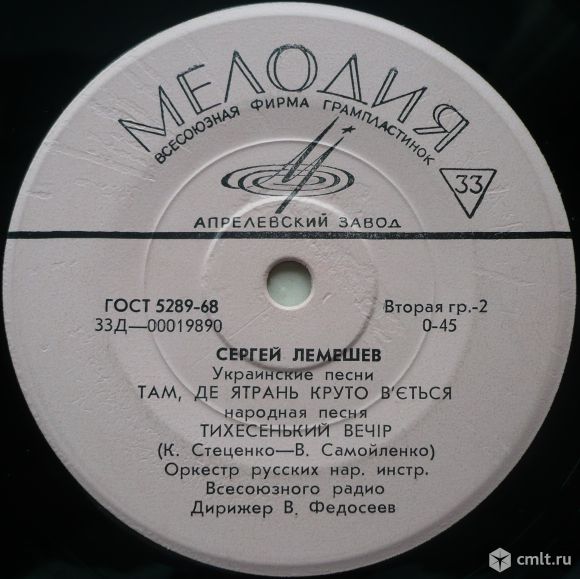 МЕЛОДИЯ
ВСЕСОЮЗНАЯ ФИРМА ГРАМПЛАСТИНОК
33
АПРЕЛЕВСКИЙ ЗАВОД
ГОСТ 5289-68
33Д—00019890
Вторая гр.-2
0-45
СЕРГЕЙ ЛЕМЕШЕВ
Украинские песни
ТАМ, ДЕ ЯТРАНЬ КРУТО В'ЄТЬСЯ
народная песня
ТИХЕСЕНЬКИЙ ВЕЧІР
(К. Стеценко—В. Самойленко)
Оркестр русских нар. инстр.
Всесоюзного радио
Дирижер В. Федосеев
cmlt.ru